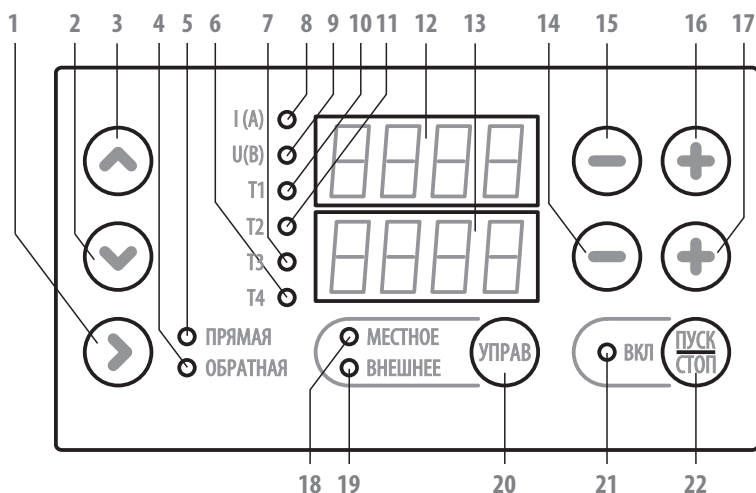 1 2 3 4 5 6 7 8 9 10 11 12 13 14 15 16 17
I (A)
U(B)
T1
T2
T3
T4
ПРЯМАЯ
ОБРАТНАЯ
МЕСТНОЕ
ВНЕШНЕЕ
УПРАВ
ВКЛ
ПУСК
СТОП
18 19 20 21 22